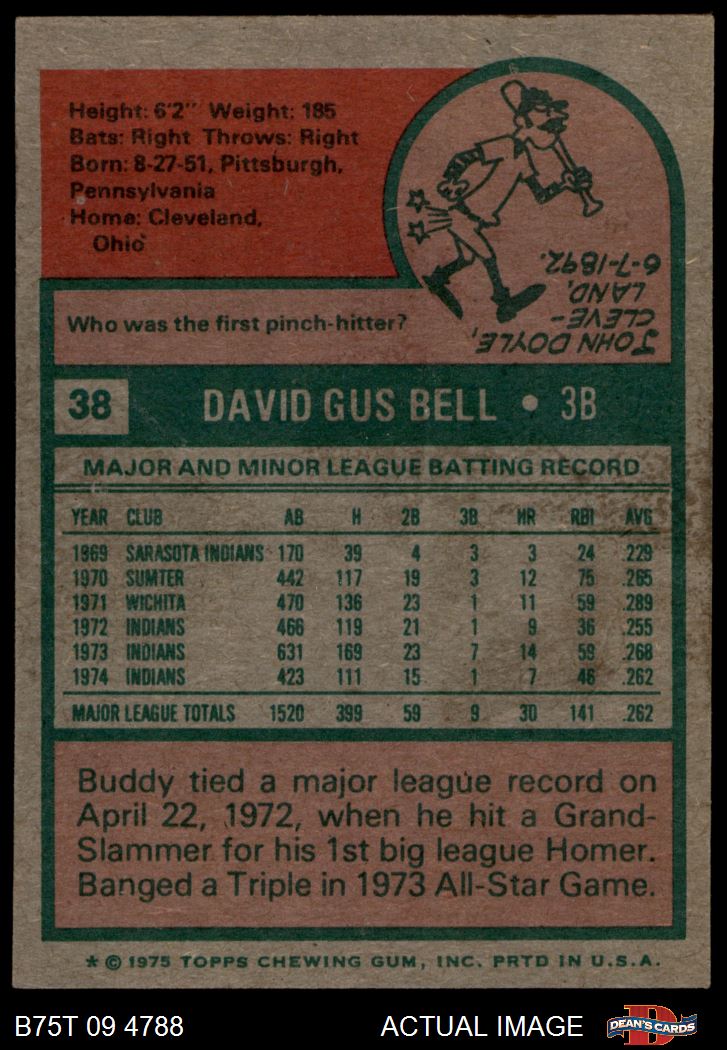 Height: 6'2" Weight: 185
Bats: Right Throws: Right
Born: 8-27-51, Pittsburgh,
Pennsylvania
Home: Cleveland,
Ohio
Who was the first pinch-hitter?
JOHN DOYLE,
CLEVE-
LAND,
6-7-1892.
38 DAVID GUS BELL • 3B
MAJOR AND MINOR LEAGUE BATTING RECORD
YEAR CLUB AB H 2B 3B HR RBI AVG
1969 SARASOTA INDIANS 170 39 4 3 3 24 .229
1970 SUMTER 442 117 19 3 12 75 .265
1971 WICHITA 470 136 23 1 11 59 .289
1972 INDIANS 466 119 21 1 9 36 .255
1973 INDIANS 631 169 23 7 14 59 .268
1974 INDIANS 423 111 15 1 7 46 .262
MAJOR LEAGUE TOTALS 1520 399 59 9 30 141 .262
Buddy tied a major league record on
April 22, 1972, when he hit a Grand-
Slammer for his 1st big league Homer.
Banged a Triple in 1973 All-Star Game.
* © 1975 TOPPS CHEWING GUM, INC. PRTD IN U.S.A.
B75T 09 4788 ACTUAL IMAGE D DEAN'S CARDS